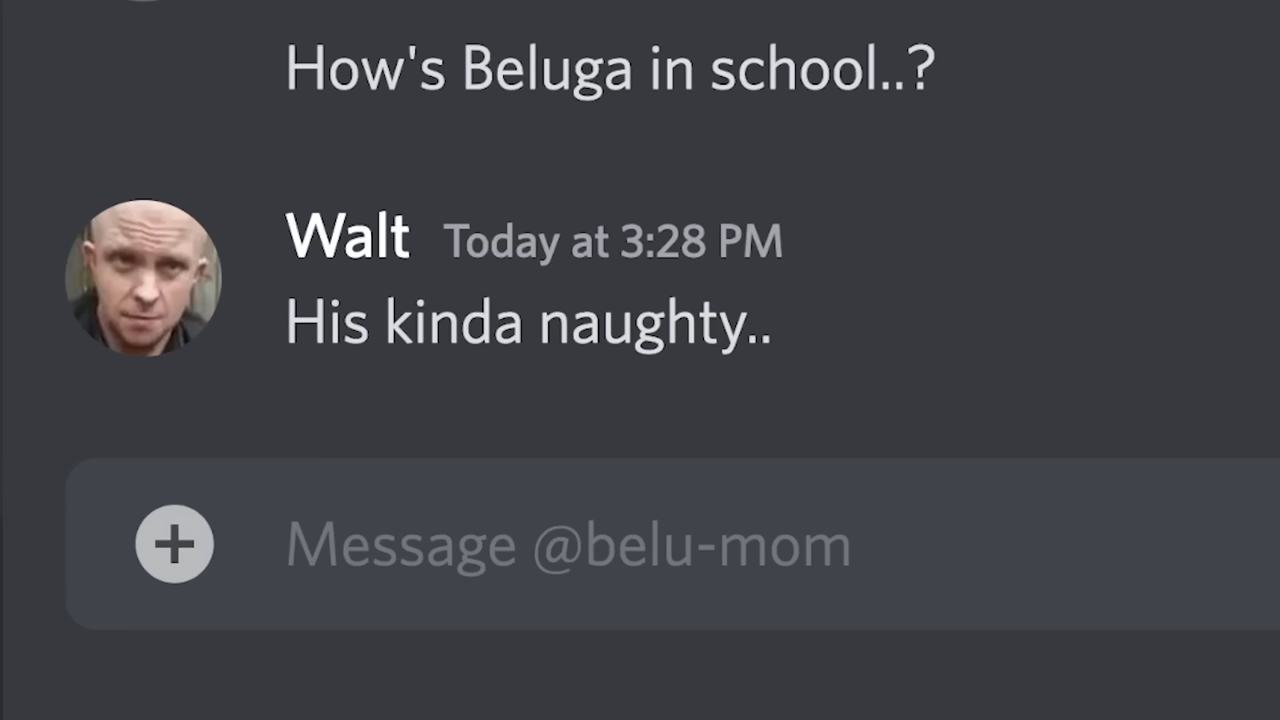 How's Beluga in school..?
Walt Today at 3:28 PM
His kinda naughty..
Message @belu-mom